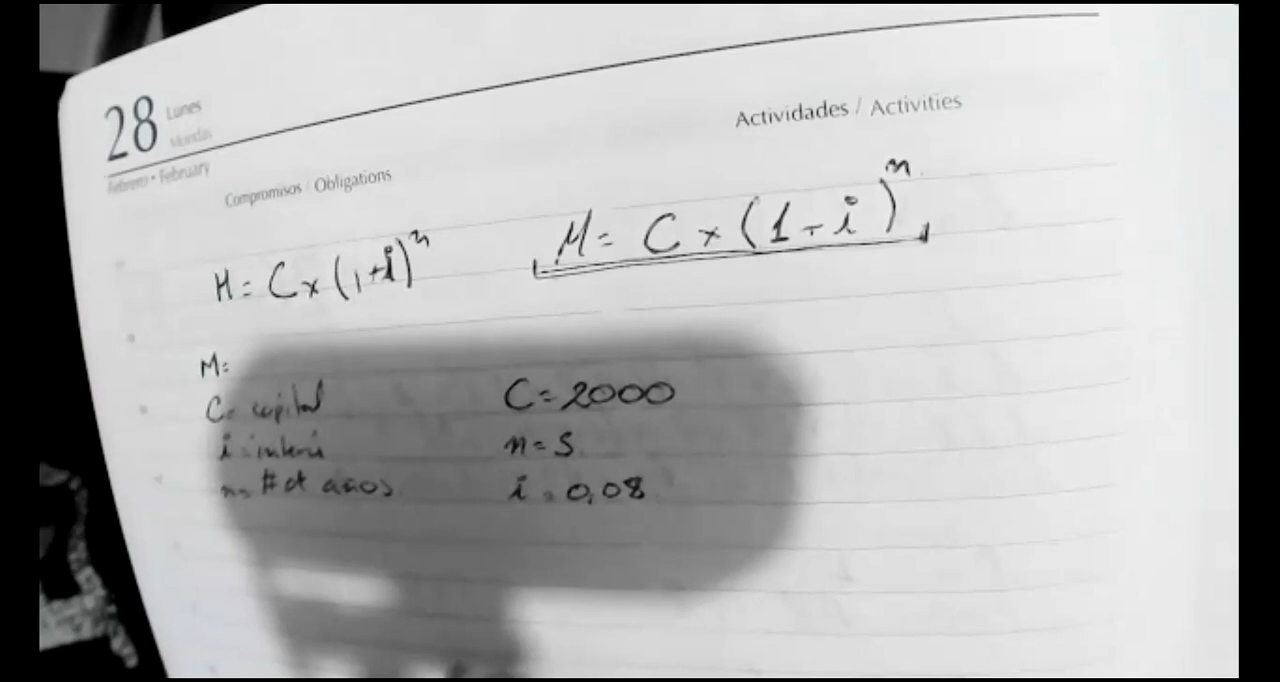 28 Lunes
Monday
Febrero • February
Actividades / Activities
Compromisos / Obligations
M= C x (1+i)^n
M= C x (1+i)^n
M:
C= capital
i = interés
n= # de años
C=2000
n=5
i=0,08